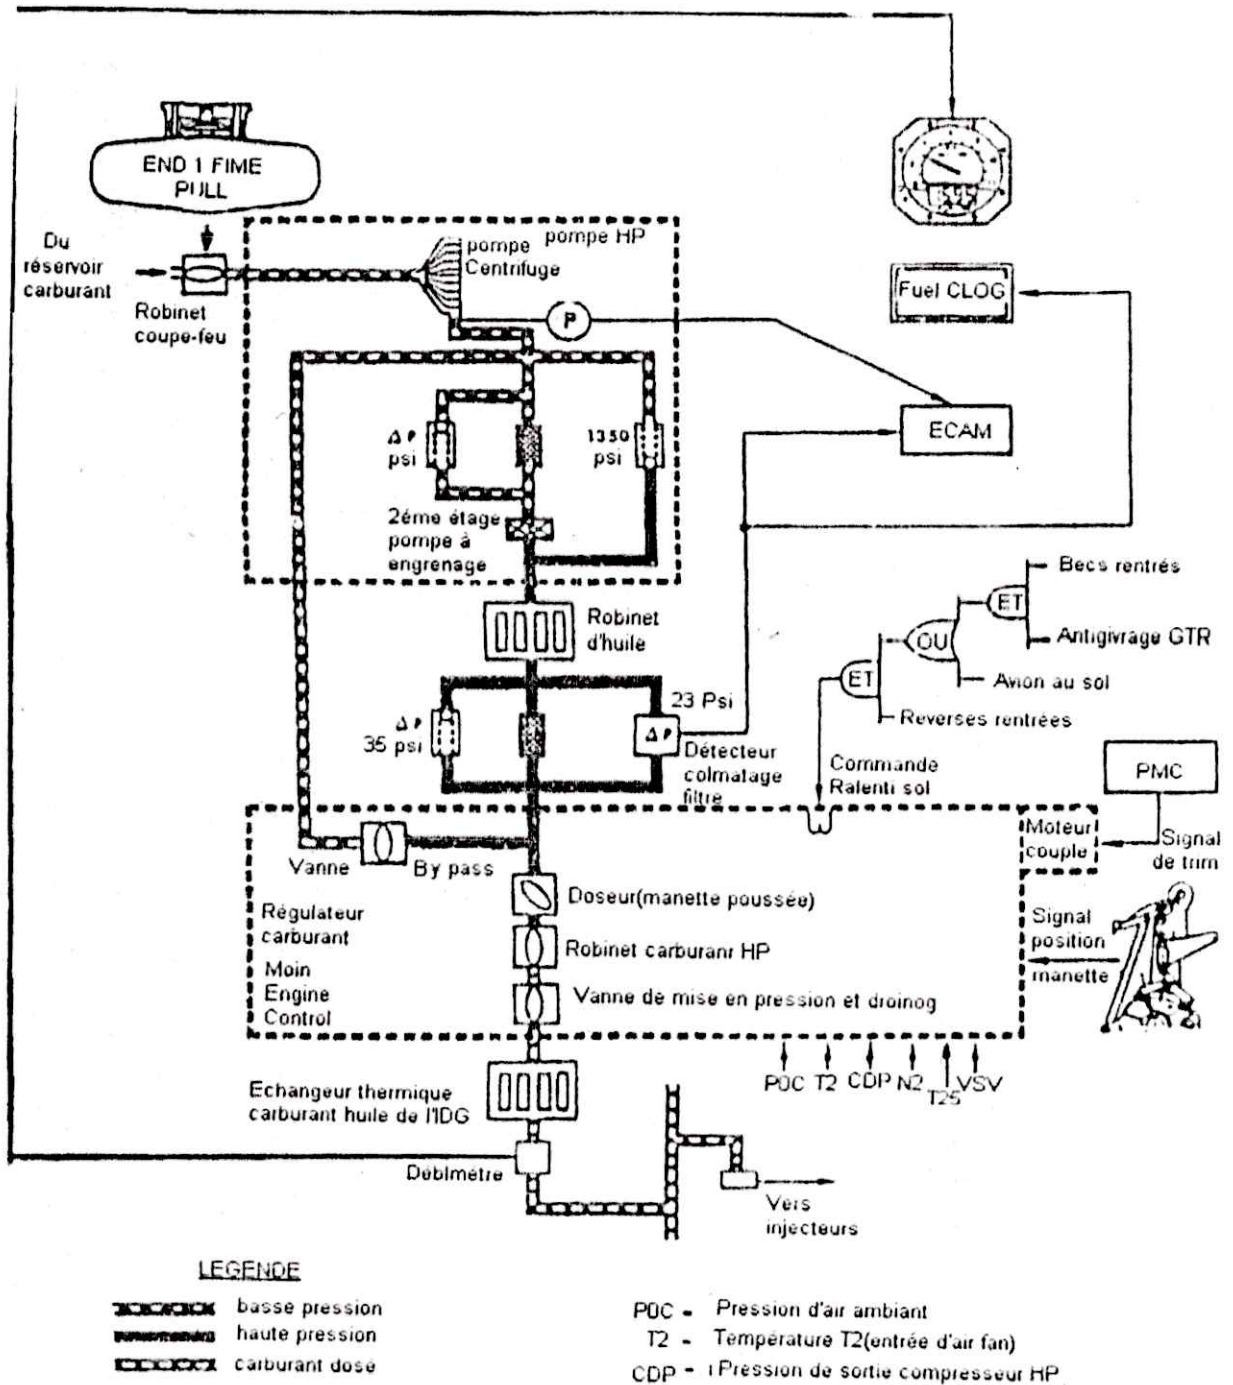 END 1 FIME
PULL
Du
réservoir
carburant
Robinet
coupe-feu
pompe HP
pompe
Centrifuge
P
Fuel CLOG
ECAM
Δ P
psi
1350
psi
2éme étage
pompe à
engrenage
Robinet
d'huile
Becs rentrés
ET
Antigivrage GTR
OU
Avion au sol
ET
Reverses rentrées
23 Psi
Δ P
35 psi
Δ P
Détecteur
colmatage
filtre
Commande
Ralenti sol
PMC
Moteur
couple
Signal
de trim
Vanne
By pass
Doseur(manette poussée)
Régulateur
carburant
Robinet carburanr HP
Signal
position
manette
Moin
Engine
Control
Vanne de mise en pression et droinog
P0C
T2
CDP
N2
T25
VSV
Echangeur thermique
carburant huile de l'IDG
Déblmétre
Vers
injecteurs
LEGENDE
basse pression
haute pression
carburant dose
P0C - Pression d'air ambiant
T2 - Température T2(entrée d'air fan)
CDP - Pression de sortie compresseur HP